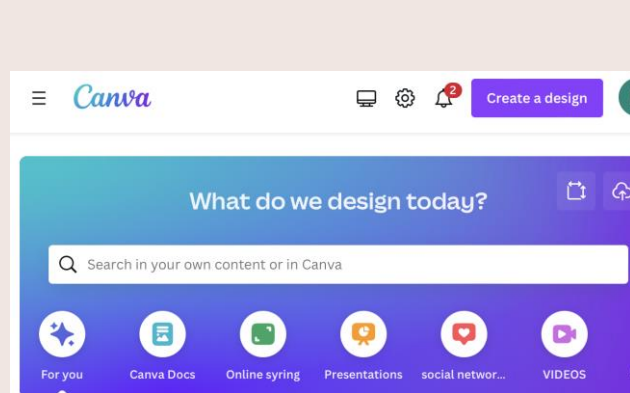 Canva
2
Create a design
What do we design today?
Search in your own content or in Canva
For you
Canva Docs
Online syring
Presentations
social networ...
VIDEOS